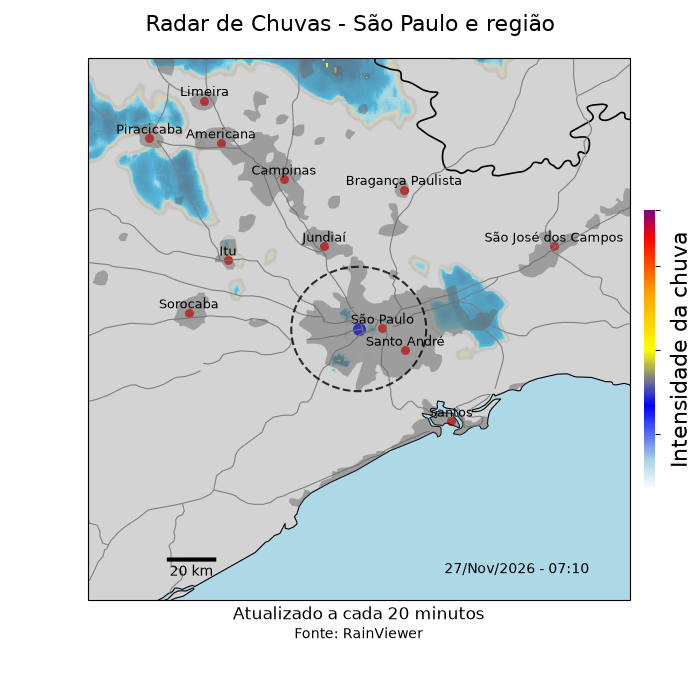 Radar de Chuvas - São Paulo e região
Limeira
Piracicaba
Americana
Campinas
Bragança Paulista
Jundiaí
São José dos Campos
Itu
Sorocaba
São Paulo
Santo André
Santos
Intensidade da chuva
20 km
27/Nov/2026 - 07:10
Atualizado a cada 20 minutos
Fonte: RainViewer